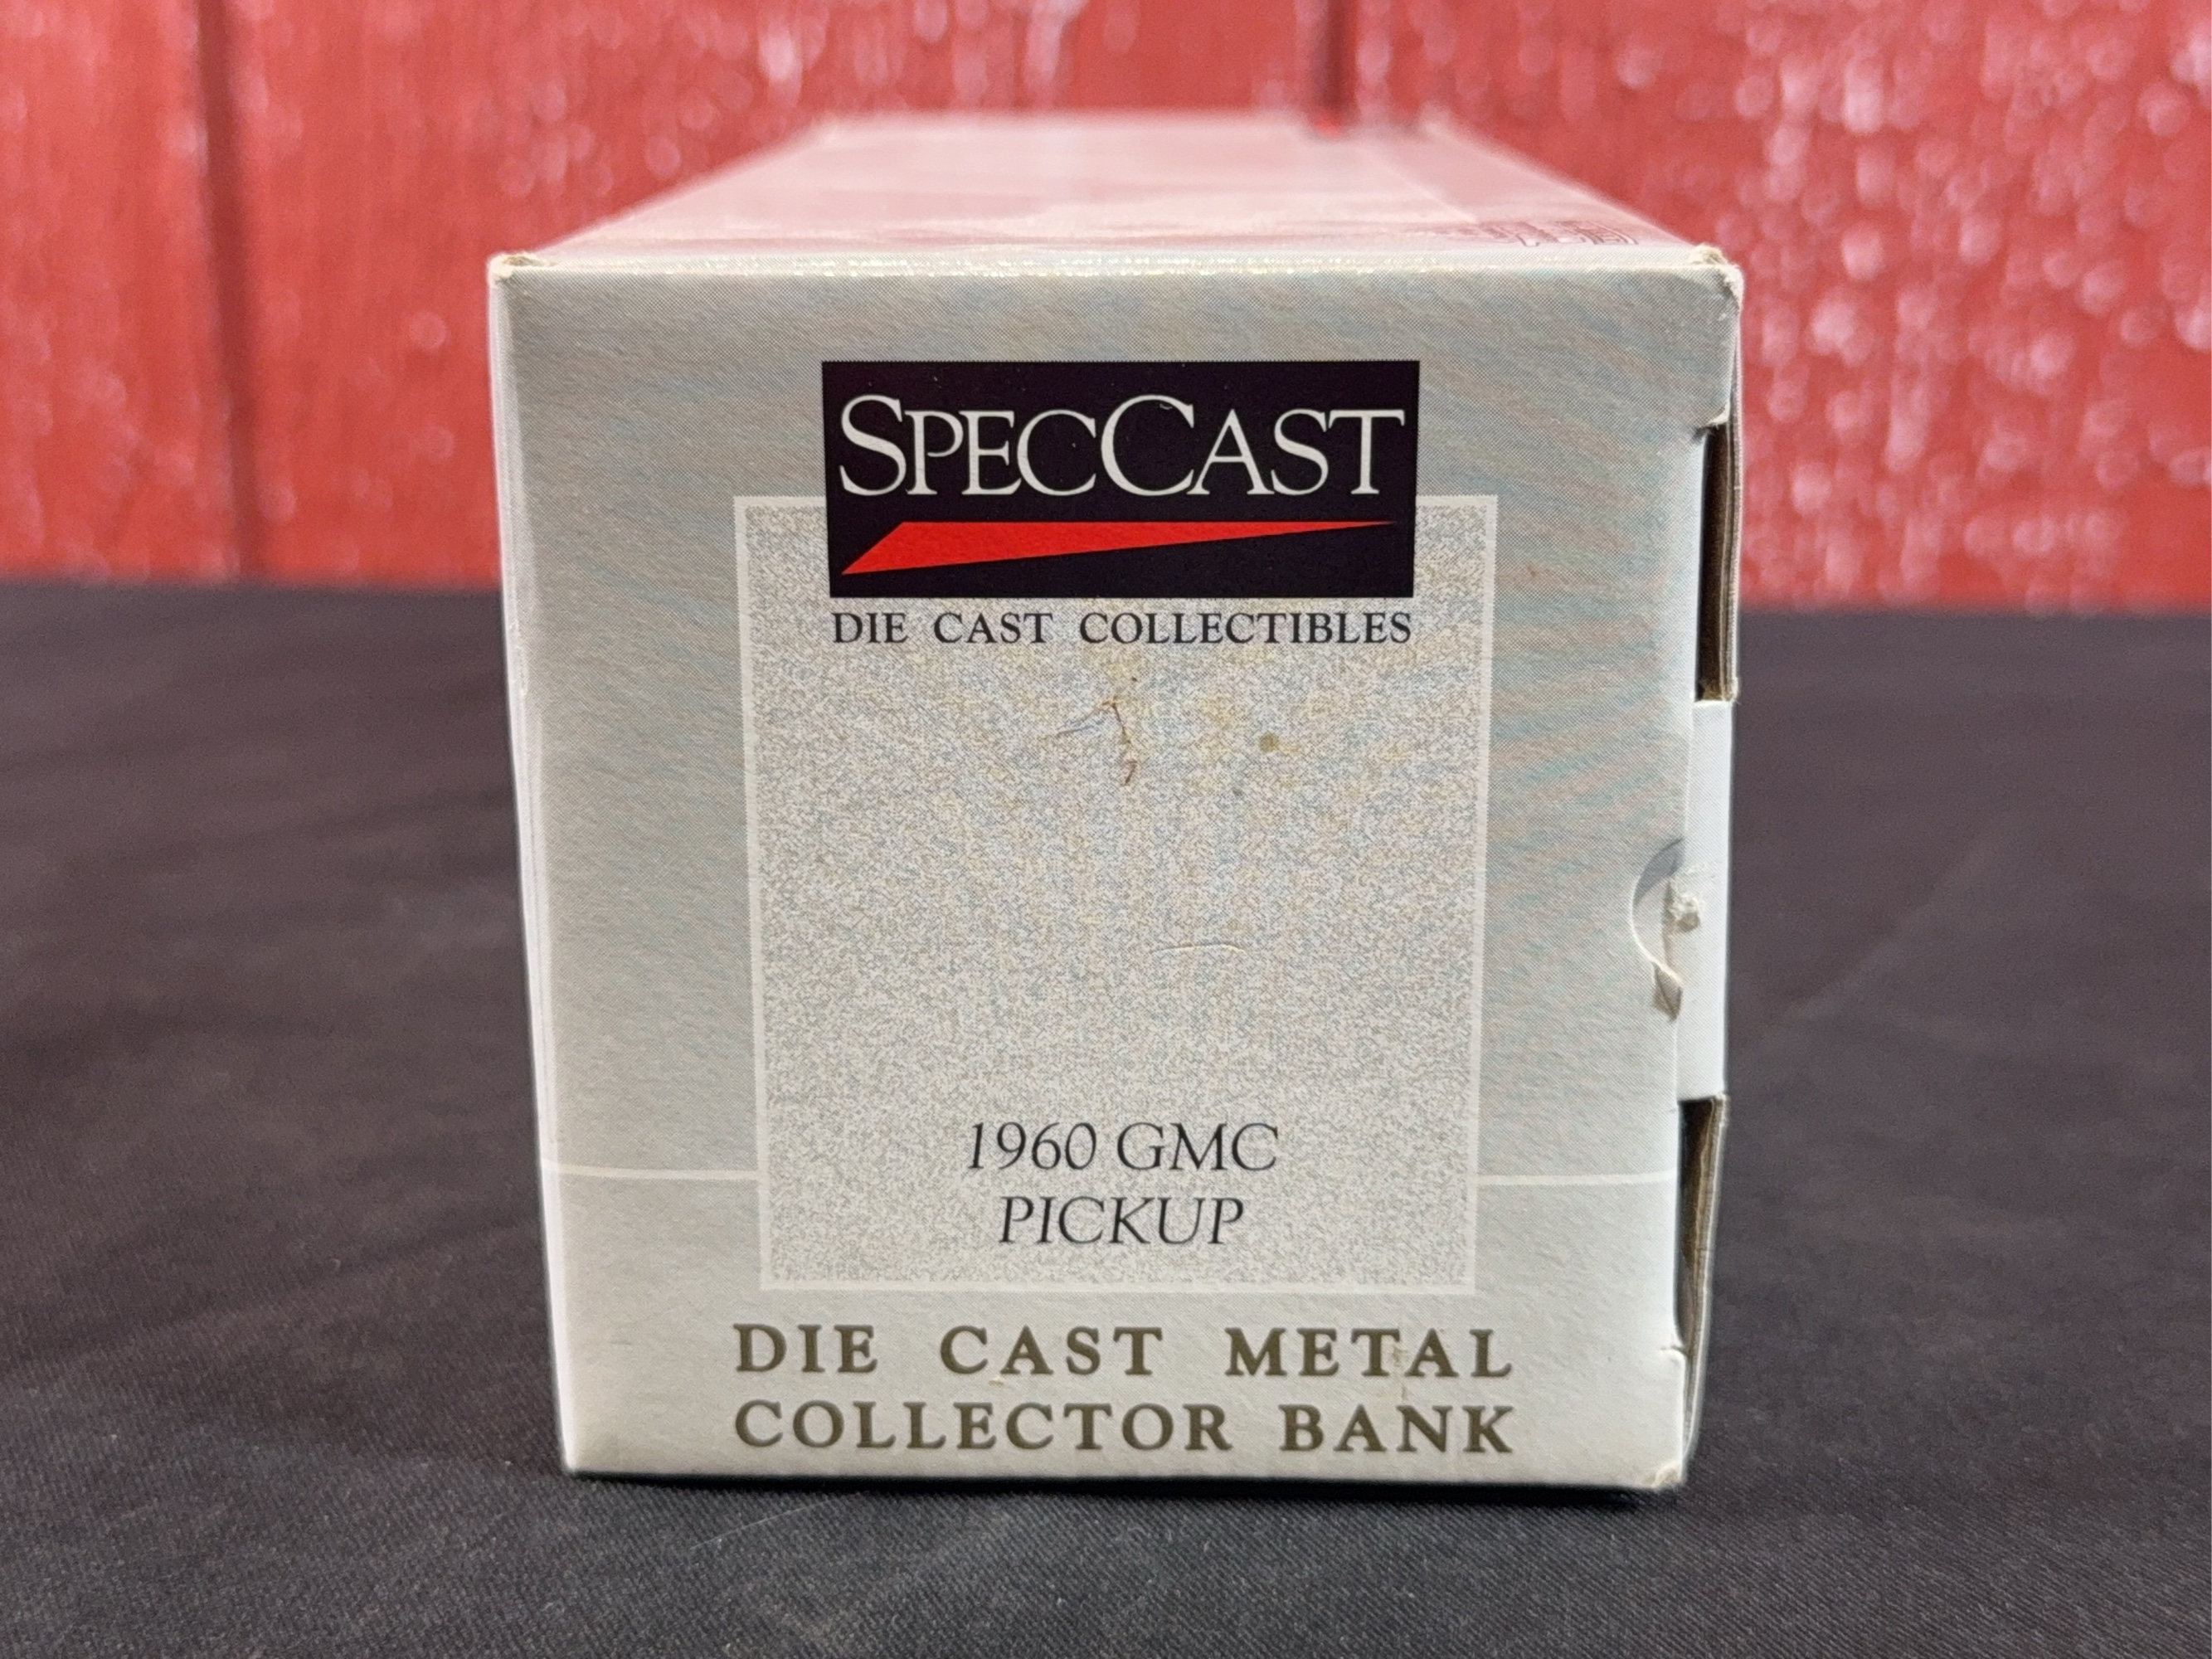 SPECCAST
DIE CAST COLLECTIBLES
1960 GMC
PICKUP
DIE CAST METAL
COLLECTOR BANK